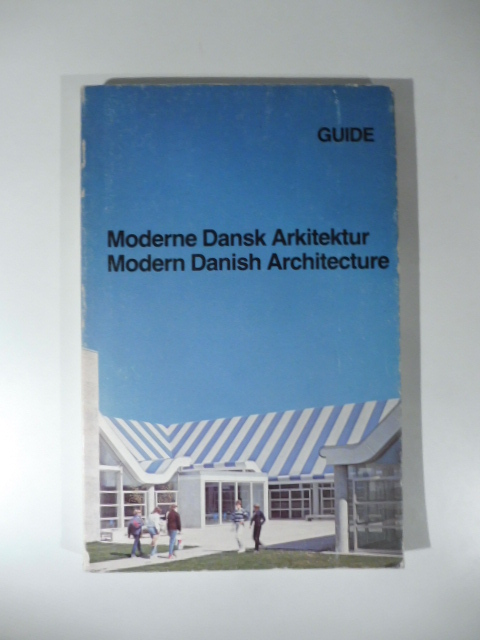 GUIDE
Moderne Dansk Arkitektur
Modern Danish Architecture